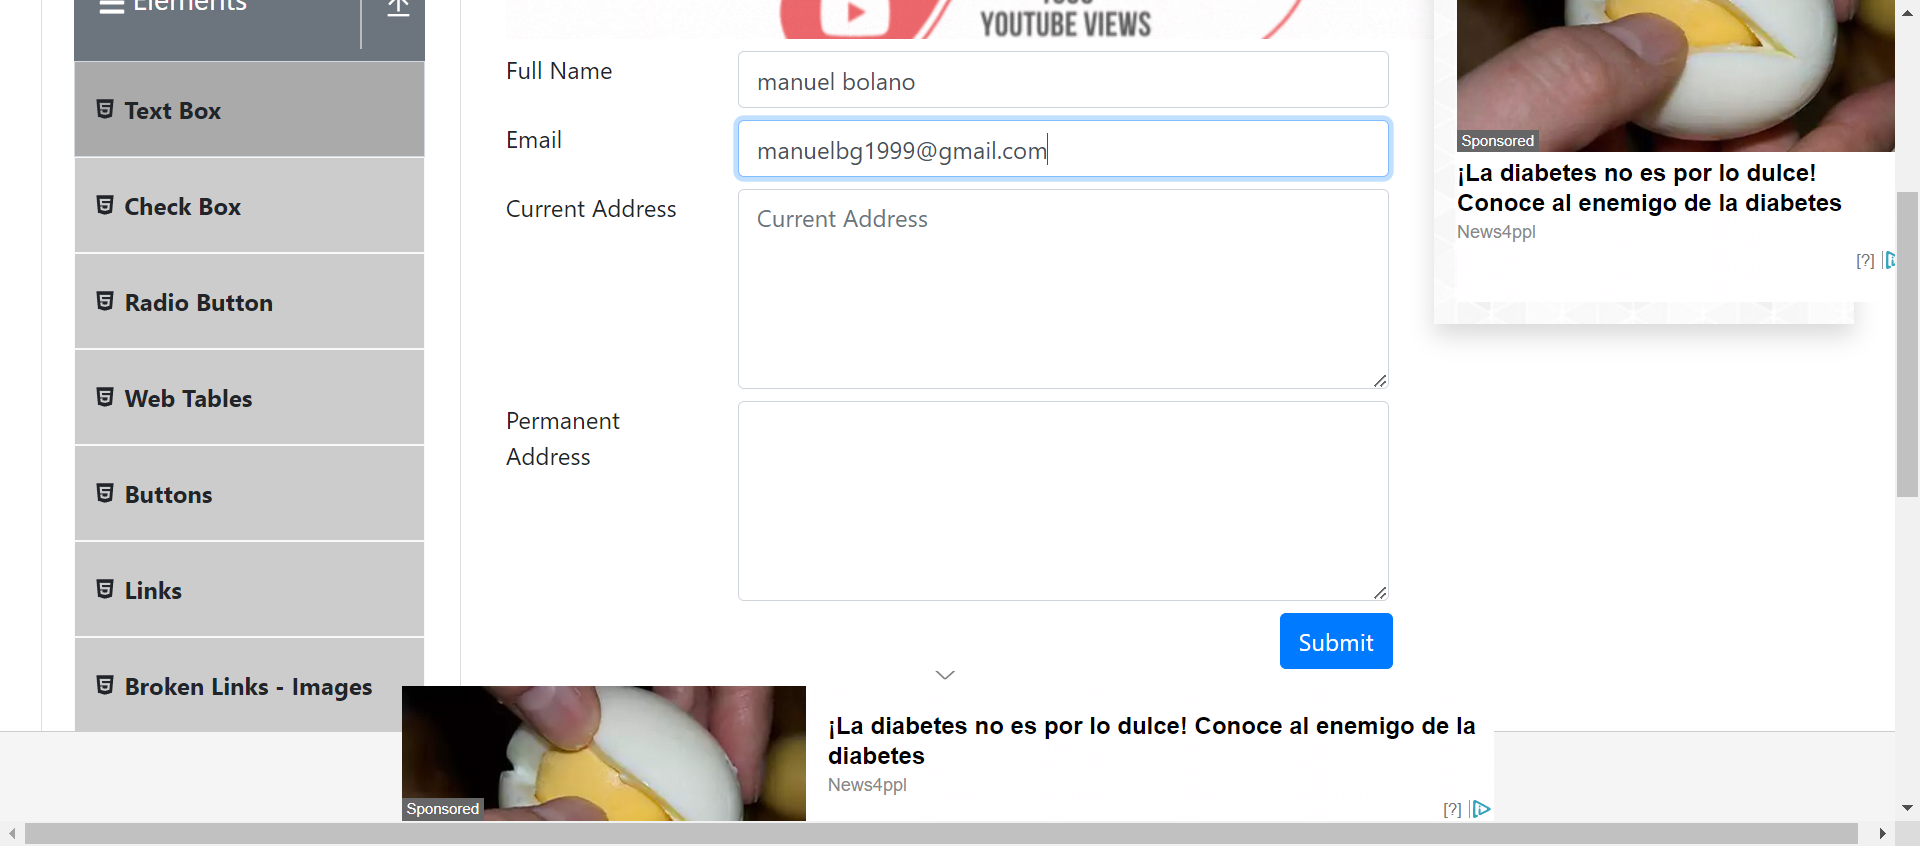 Elements
Text Box
Check Box
Radio Button
Web Tables
Buttons
Links
Broken Links - Images
YOUTUBE VIEWS
Full Name
manuel bolano
Email
manuelbg1999@gmail.com
Current Address
Current Address
Permanent
Address
Submit
Sponsored
¡La diabetes no es por lo dulce!
Conoce al enemigo de la diabetes
News4ppl
[?]
Sponsored
¡La diabetes no es por lo dulce! Conoce al enemigo de la
diabetes
News4ppl
[?]